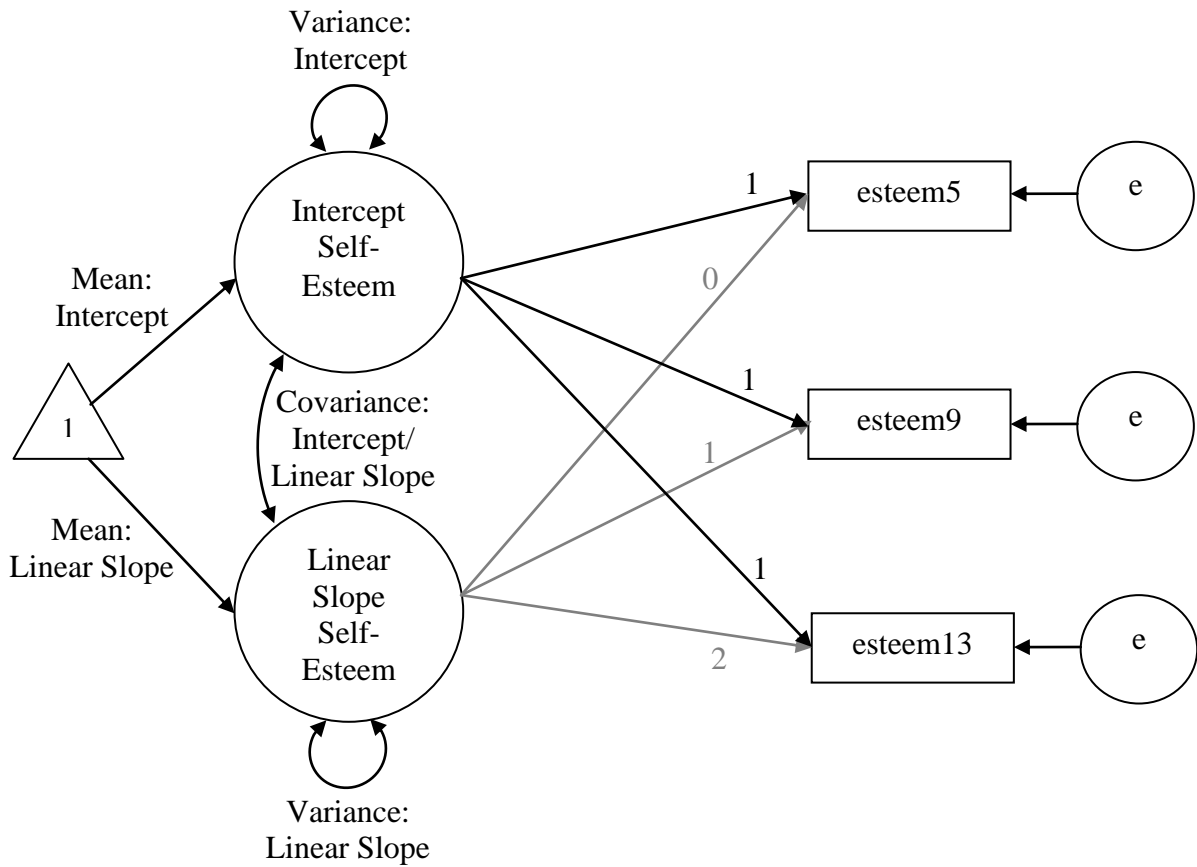 Variance:
Intercept
Intercept
Self-
Esteem
1
esteem5
e
0
Mean:
Intercept
1
Covariance:
Intercept/
Linear Slope
1
esteem9
e
1
Mean:
Linear Slope
Linear
Slope
Self-
Esteem
1
2
esteem13
e
Variance:
Linear Slope